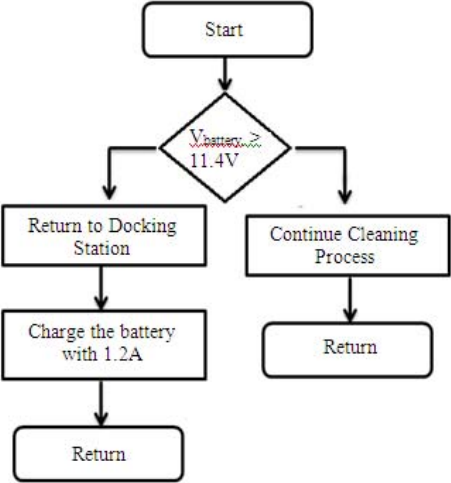 Start
Vbattery >
11.4V
Return to Docking
Station
Continue Cleaning
Process
Charge the battery
with 1.2A
Return
Return